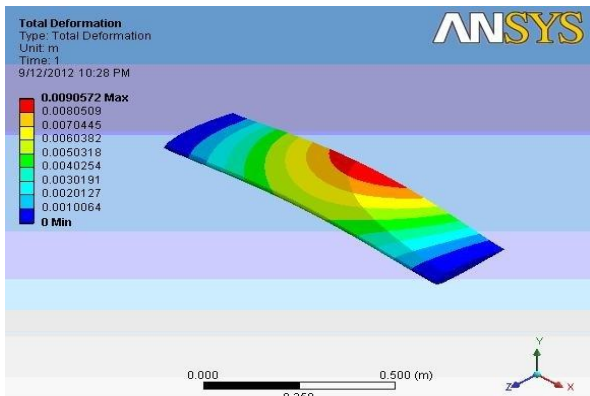 Total Deformation
Type: Total Deformation
Unit: m
Time: 1
9/12/2012 10:28 PM
ANSYS
0.0090572 Max
0.0080509
0.0070445
0.0060382
0.0050318
0.0040254
0.0030191
0.0020127
0.0010064
0 Min
0.000
0.500 (m)
0.250
Y
Z
X